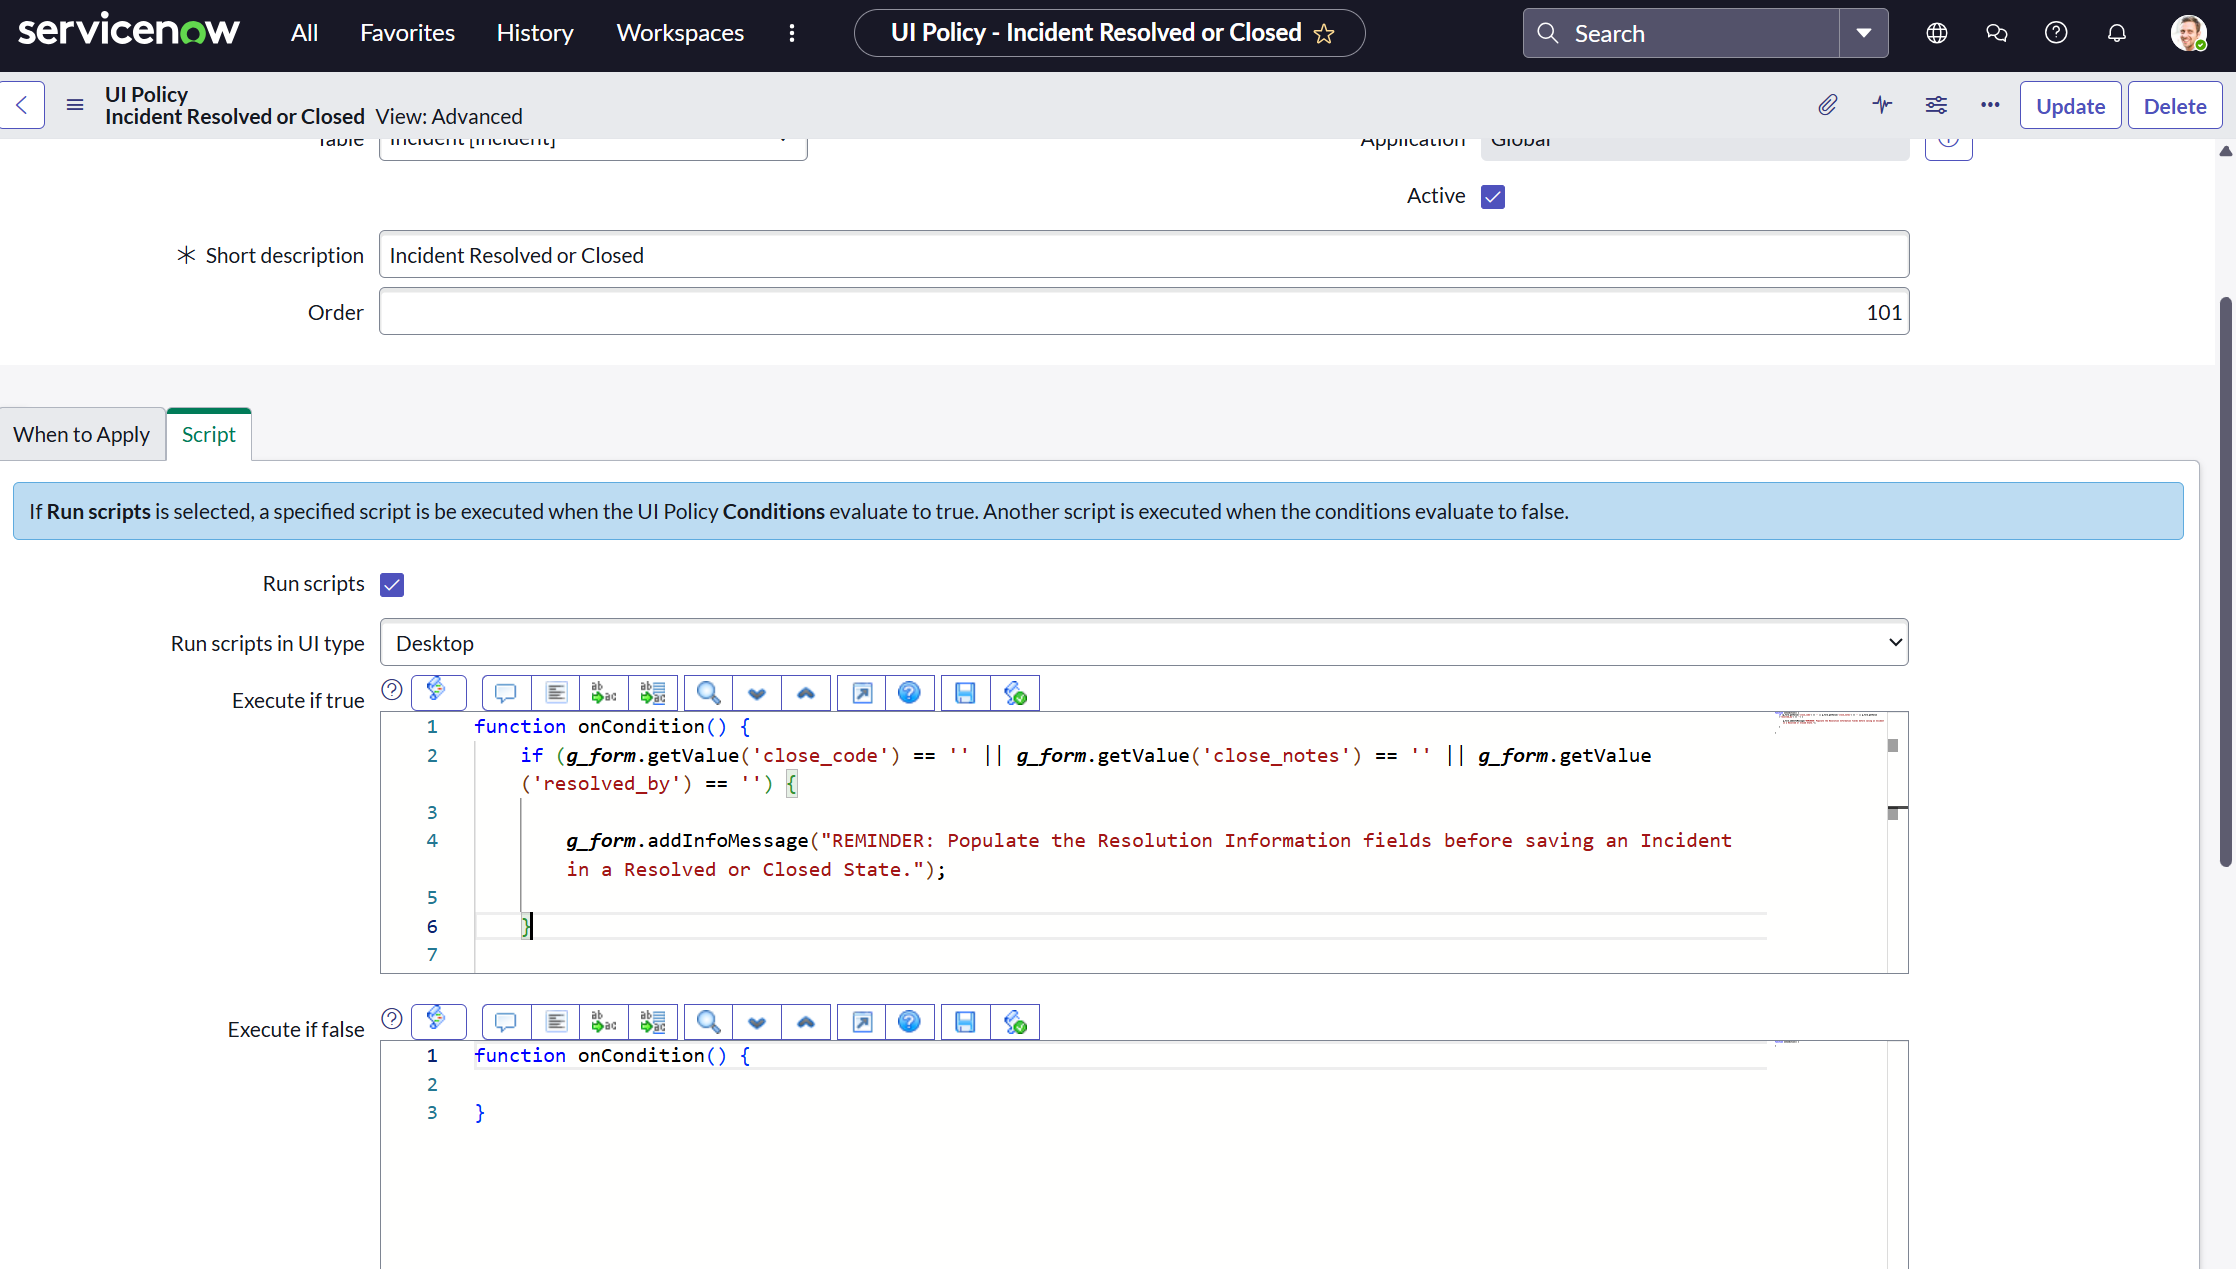 servicenow
All
Favorites
History
Workspaces
UI Policy - Incident Resolved or Closed
Search
UI Policy
Incident Resolved or Closed View: Advanced
Update
Delete
Table
Incident [Incident]
Application
Global
Active
Short description
Incident Resolved or Closed
Order
101
When to Apply
Script
If Run scripts is selected, a specified script is be executed when the UI Policy Conditions evaluate to true. Another script is executed when the conditions evaluate to false.
Run scripts
Run scripts in UI type
Desktop
Execute if true
1 function onCondition() {
2 if (g_form.getValue('close_code') == '' || g_form.getValue('close_notes') == '' || g_form.getValue
('resolved_by') == '') {
3
4 g_form.addInfoMessage("REMINDER: Populate the Resolution Information fields before saving an Incident
in a Resolved or Closed State.");
5
6 }
7
Execute if false
1 function onCondition() {
2
3 }